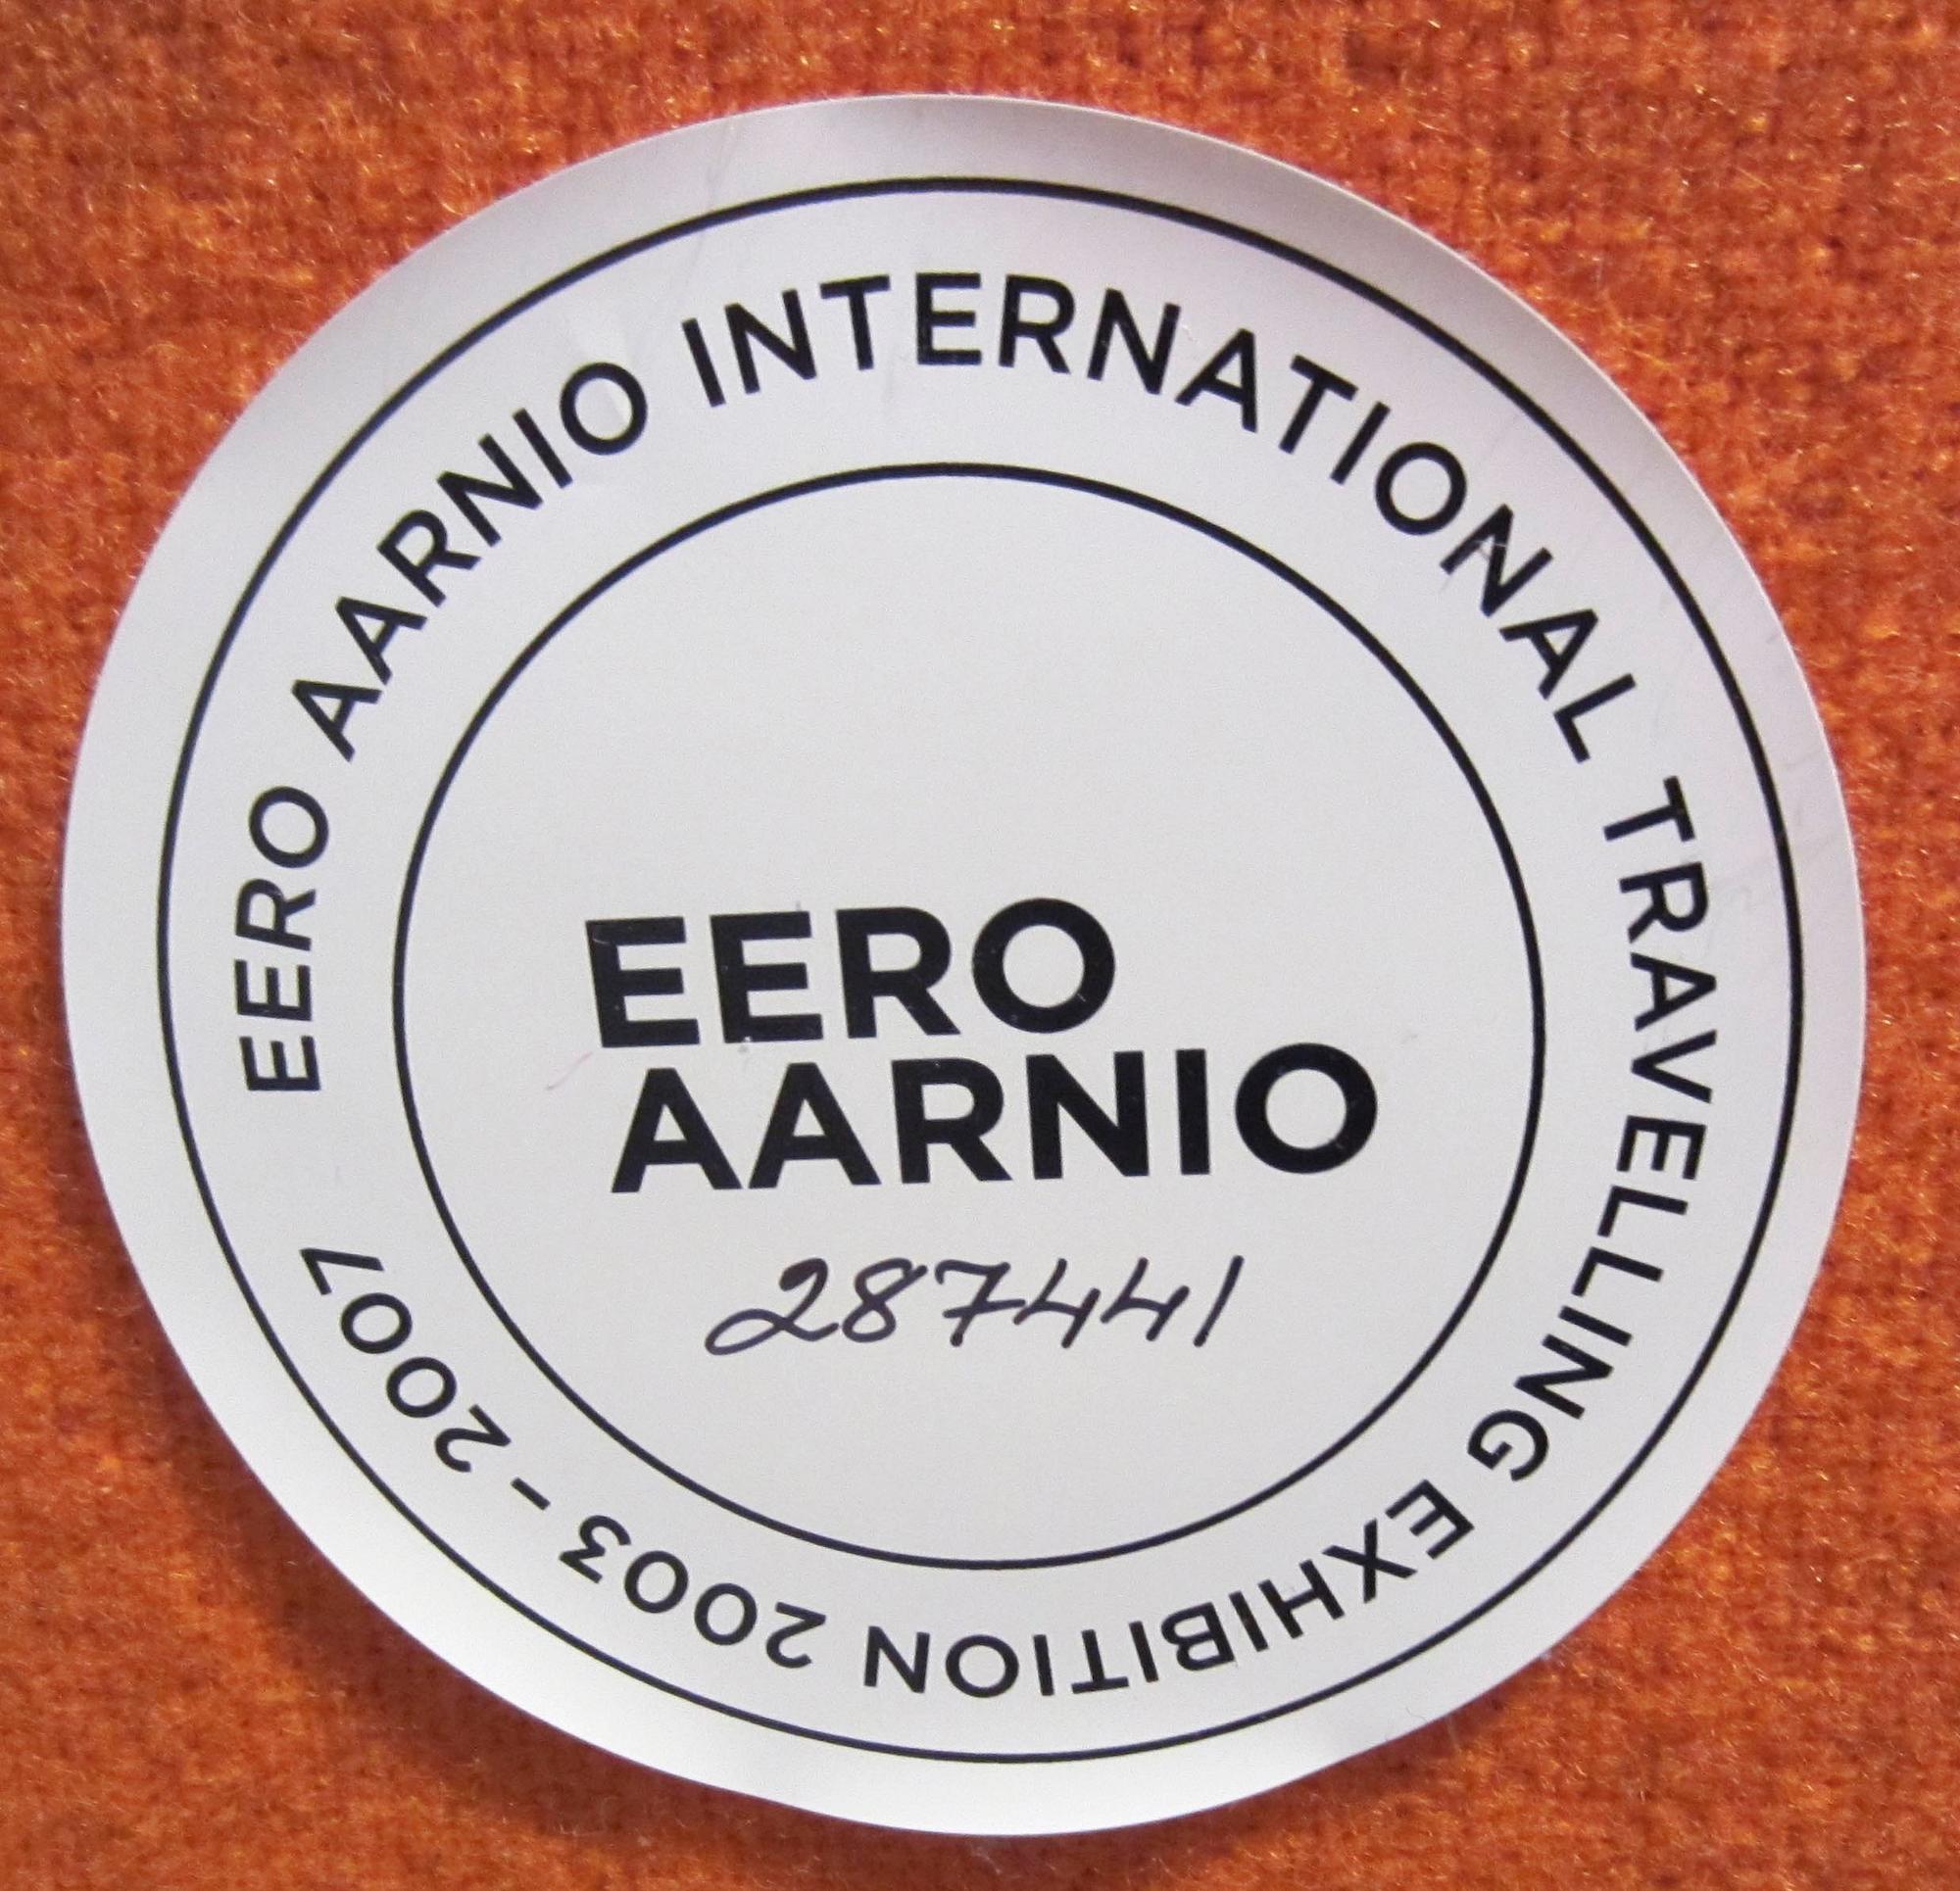 EERO AARNIO INTERNATIONAL TRAVELLING EXHIBITION 2003 - 2007
EERO
AARNIO
287441